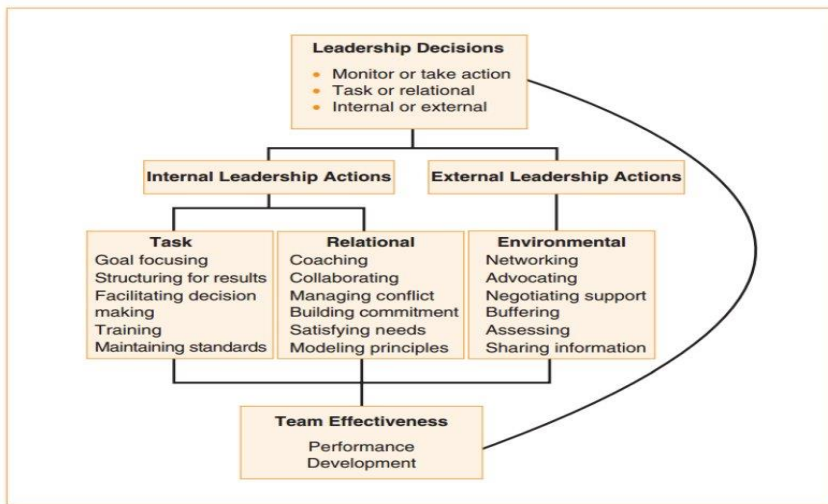 Leadership Decisions
• Monitor or take action
• Task or relational
• Internal or external
Internal Leadership Actions
External Leadership Actions
Task
Goal focusing
Structuring for results
Facilitating decision
making
Training
Maintaining standards
Relational
Coaching
Collaborating
Managing conflict
Building commitment
Satisfying needs
Modeling principles
Environmental
Networking
Advocating
Negotiating support
Buffering
Assessing
Sharing information
Team Effectiveness
Performance
Development